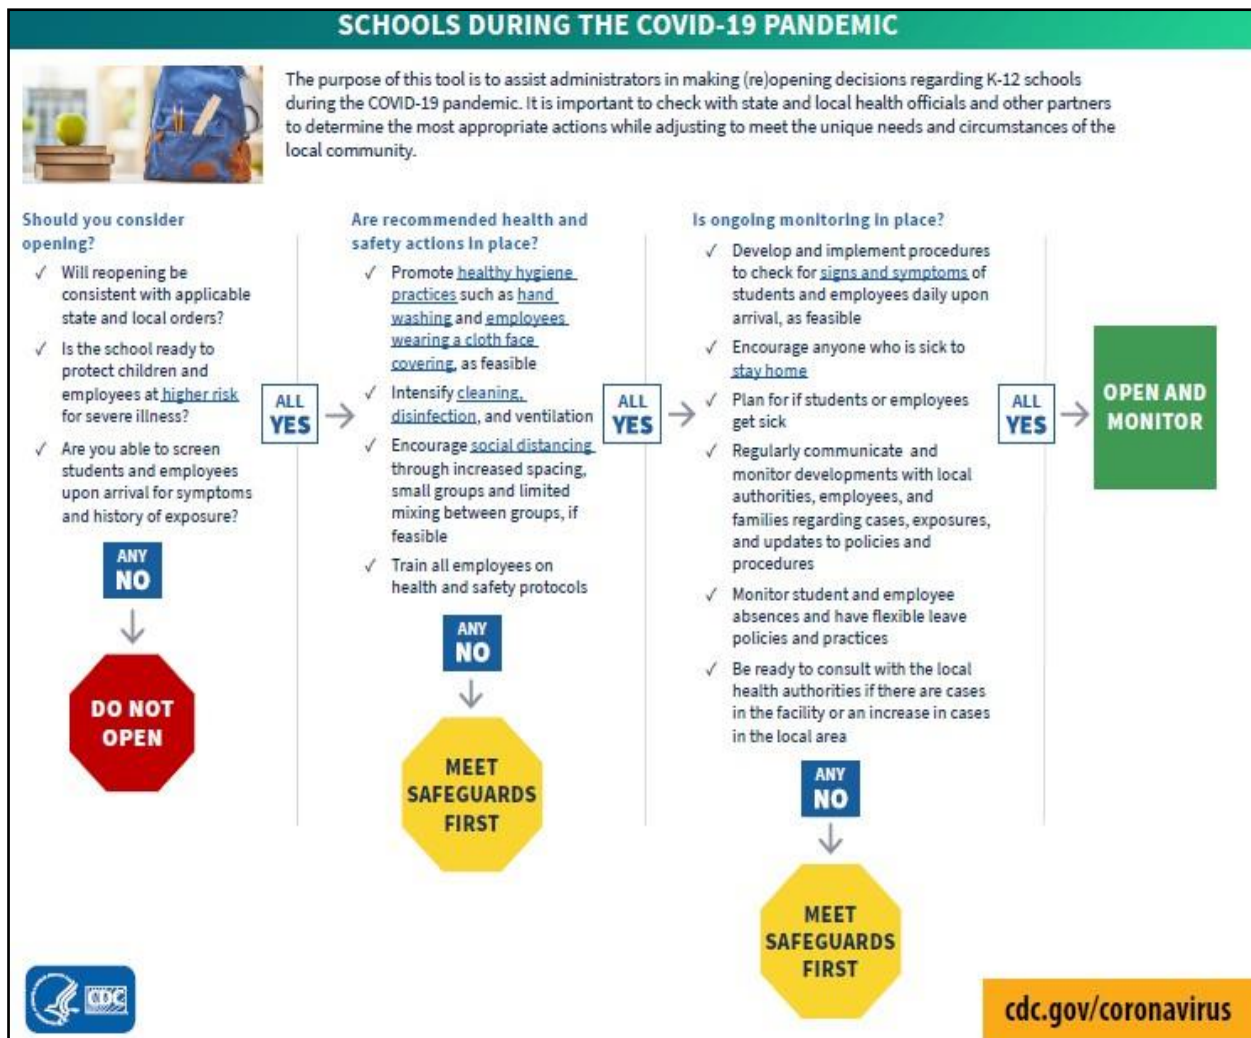 SCHOOLS DURING THE COVID-19 PANDEMIC
The purpose of this tool is to assist administrators in making (re)opening decisions regarding K-12 schools
during the COVID-19 pandemic. It is important to check with state and local health officials and other partners
to determine the most appropriate actions while adjusting to meet the unique needs and circumstances of the
local community.
Should you consider
opening?
✓ Will reopening be
consistent with applicable
state and local orders?
✓ Is the school ready to
protect children and
employees at higher risk
for severe illness?
✓ Are you able to screen
students and employees
upon arrival for symptoms
and history of exposure?
ANY
NO
DO NOT
OPEN
ALL
YES
Are recommended health and
safety actions in place?
✓ Promote healthy hygiene
practices such as hand
washing and employees
wearing a cloth face
covering, as feasible
✓ Intensify cleaning,
disinfection, and ventilation
✓ Encourage social distancing
through increased spacing,
small groups and limited
mixing between groups, if
feasible
✓ Train all employees on
health and safety protocols
ANY
NO
MEET
SAFEGUARDS
FIRST
ALL
YES
Is ongoing monitoring in place?
✓ Develop and implement procedures
to check for signs and symptoms of
students and employees daily upon
arrival, as feasible
✓ Encourage anyone who is sick to
stay home
✓ Plan for if students or employees
get sick
✓ Regularly communicate and
monitor developments with local
authorities, employees, and
families regarding cases, exposures,
and updates to policies and
procedures
✓ Monitor student and employee
absences and have flexible leave
policies and practices
✓ Be ready to consult with the local
health authorities if there are cases
in the facility or an increase in cases
in the local area
ANY
NO
MEET
SAFEGUARDS
FIRST
ALL
YES
OPEN AND
MONITOR
CDC
cdc.gov/coronavirus